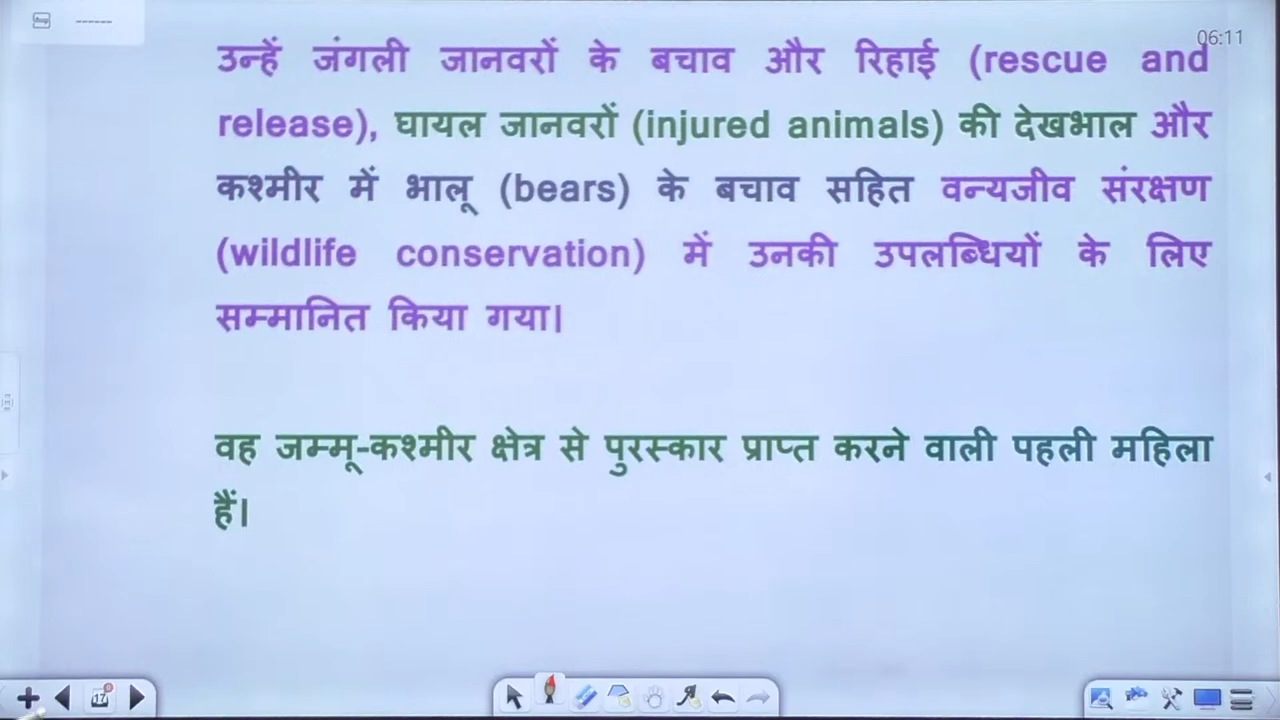 ------
06:11
उन्हें जंगली जानवरों के बचाव और रिहाई (rescue and
release), घायल जानवरों (injured animals) की देखभाल और
कश्मीर में भालू (bears) के बचाव सहित वन्यजीव संरक्षण
(wildlife conservation) में उनकी उपलब्धियों के लिए
सम्मानित किया गया।
वह जम्मू-कश्मीर क्षेत्र से पुरस्कार प्राप्त करने वाली पहली महिला
हैं।
17